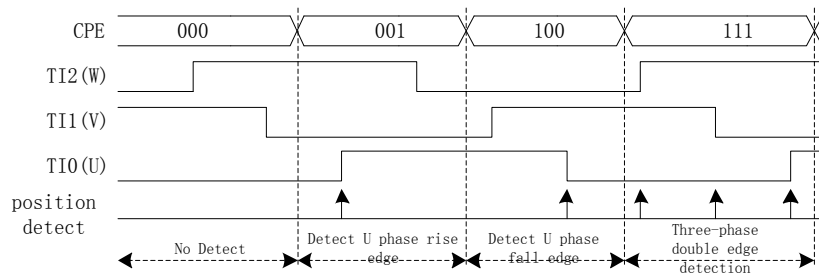 CPE 000 001 100 111
TI2(W)
TI1(V)
TI0(U)
position
detect
No Detect
Detect U phase rise
edge
Detect U phase
fall edge
Three-phase
double edge
detection